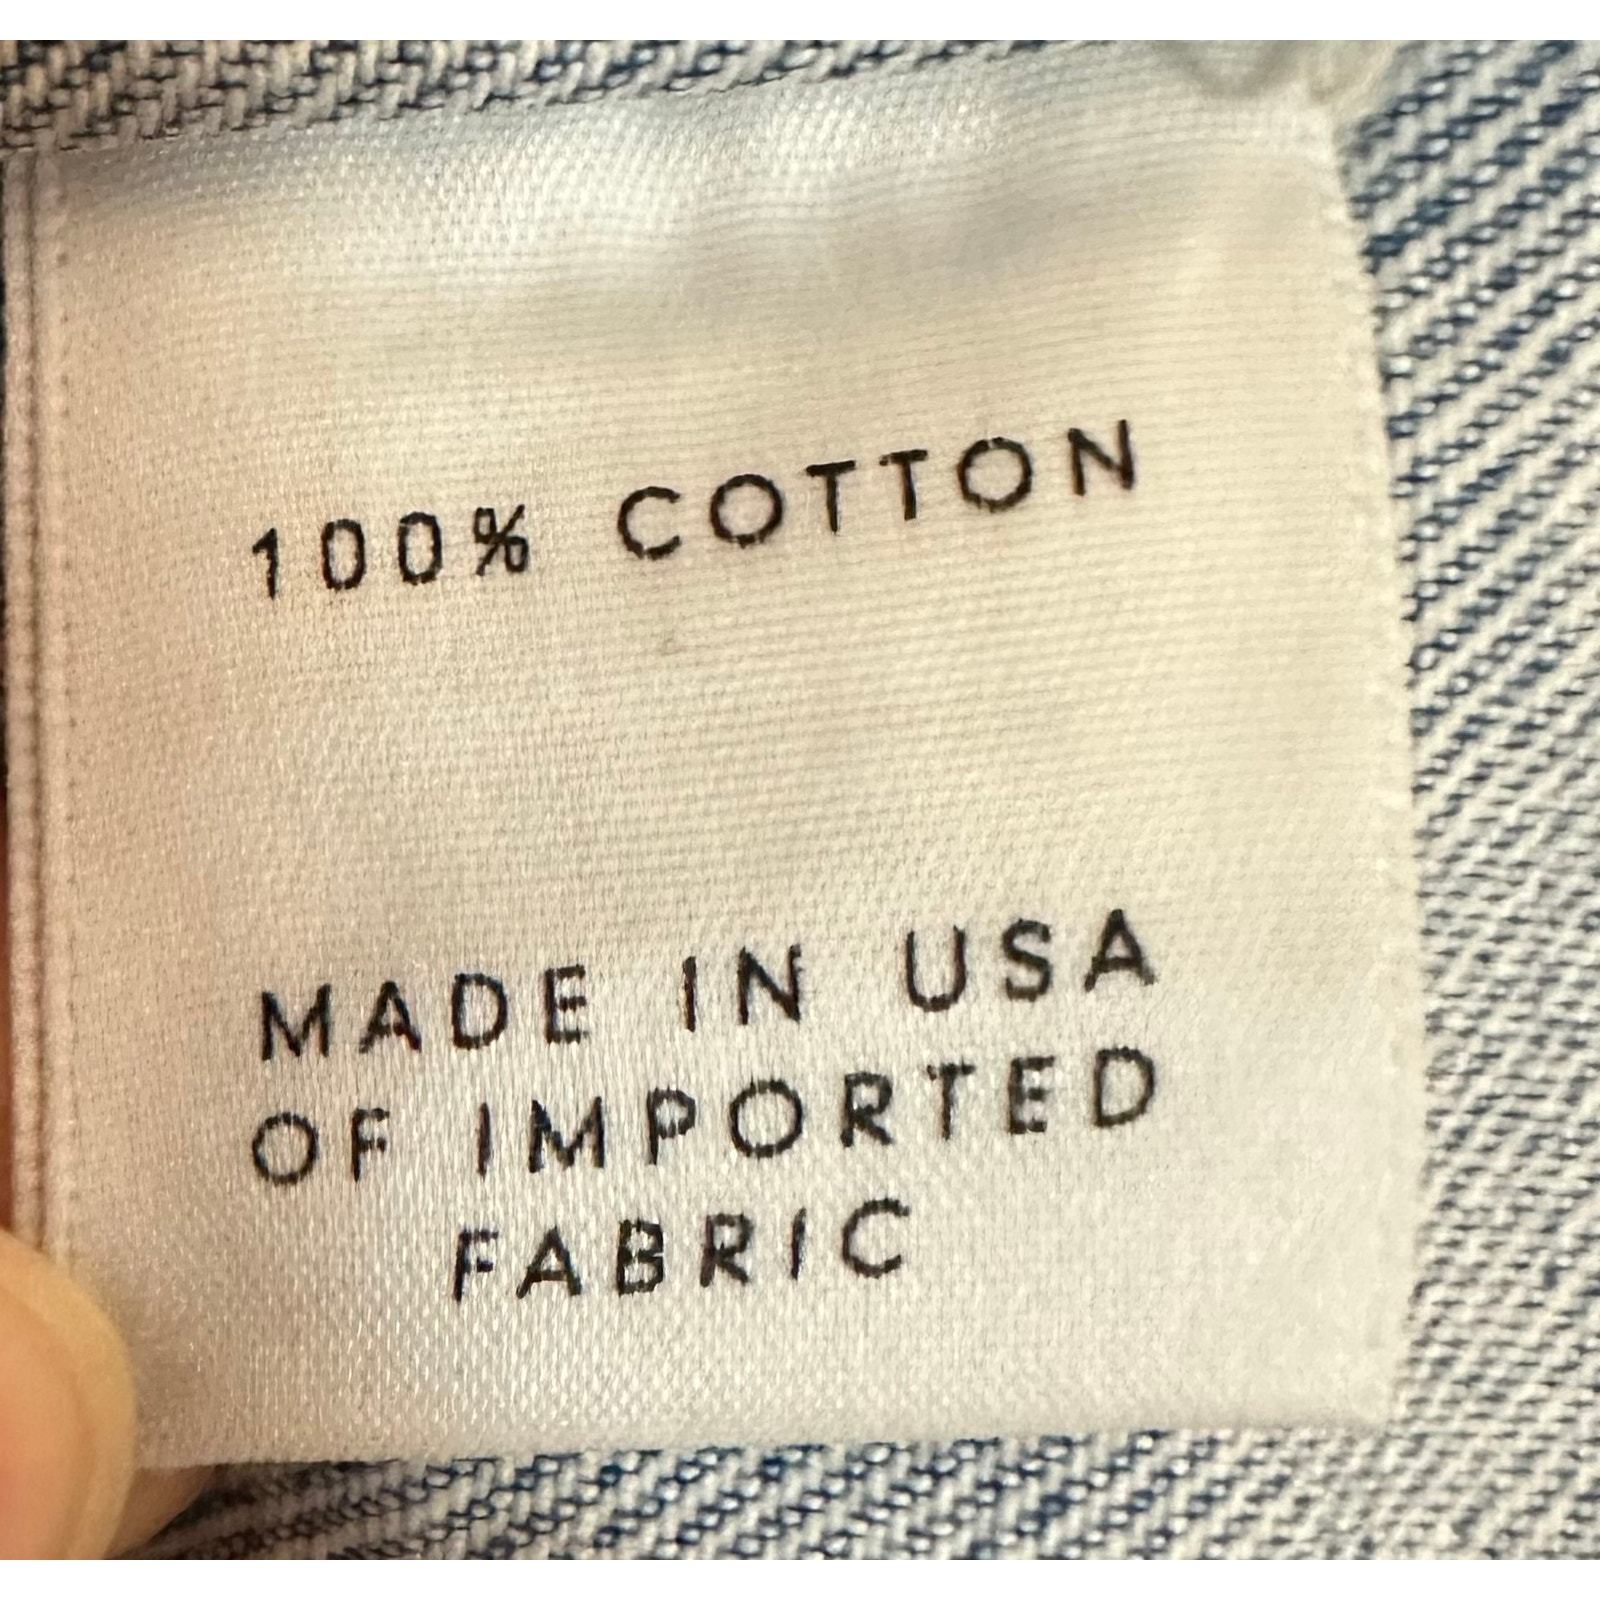 100% COTTON
MADE IN USA
OF IMPORTED
FABRIC